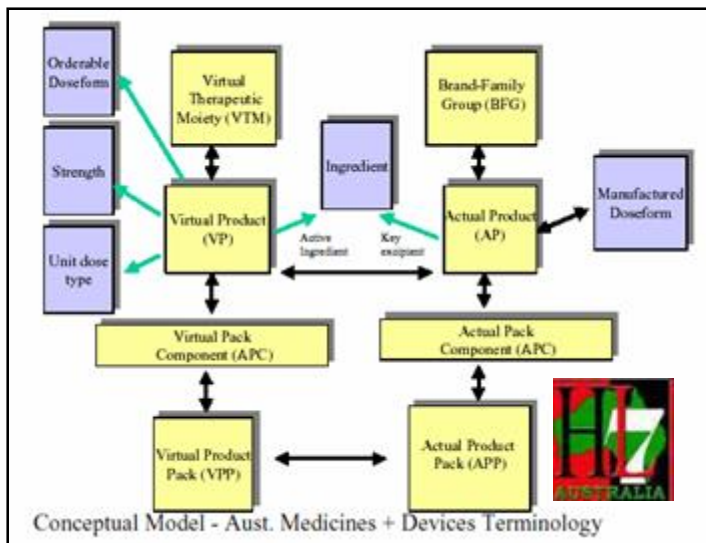 Orderable
Doseform
Virtual
Therapeutic
Moiety (VTM)
Brand-Family
Group (BFG)
Strength
Ingredient
Virtual Product
(VP)
Actual Product
(AP)
Manufactured
Doseform
Unit dose
type
Active
Ingredient
Key
excipient
Virtual Pack
Component (APC)
Actual Pack
Component (APC)
Virtual Product
Pack (VPP)
Actual Product
Pack (APP)
HL7
AUSTRALIA
Conceptual Model - Aust. Medicines + Devices Terminology